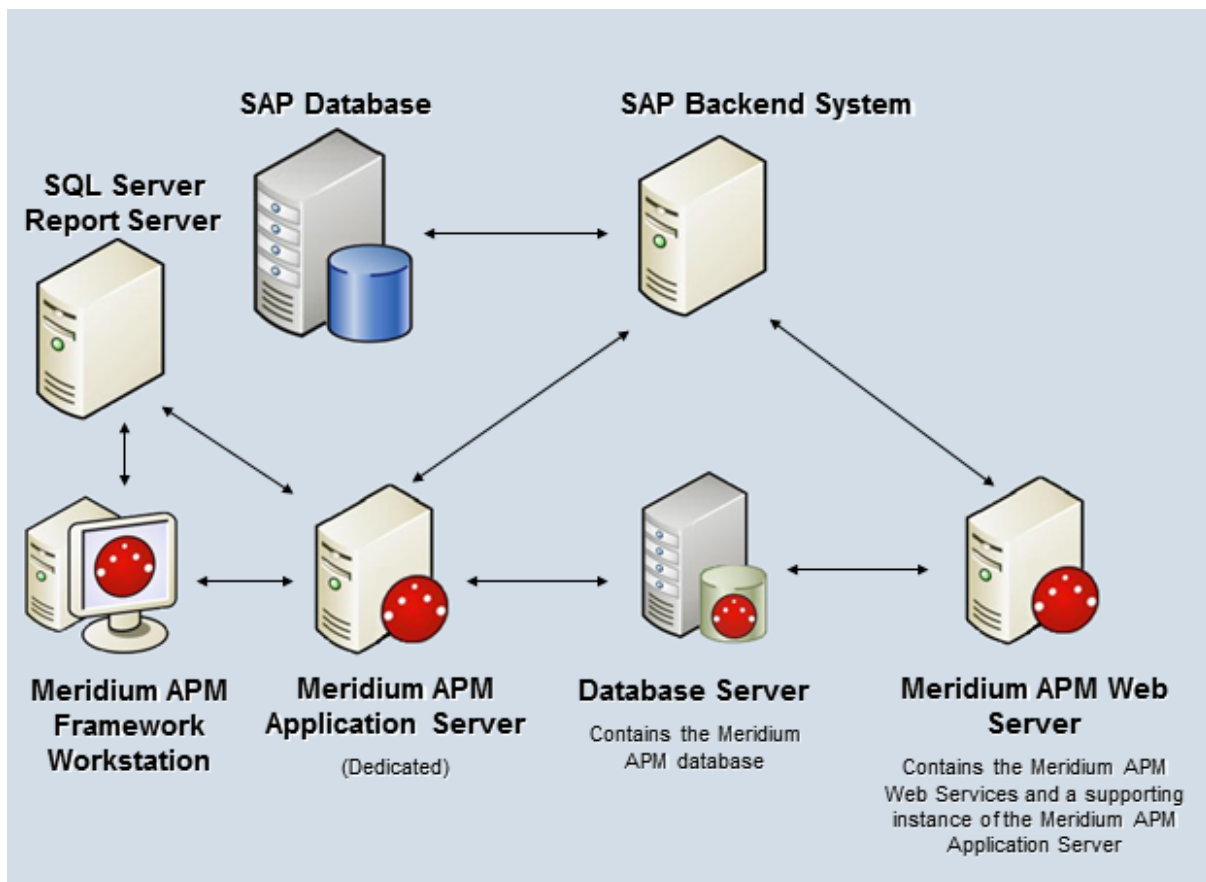 SAP Database
SAP Backend System
SQL Server
Report Server
Meridium APM
Framework
Workstation
Meridium APM
Application Server
(Dedicated)
Database Server
Contains the Meridium
APM database
Meridium APM Web
Server
Contains the Meridium APM
Web Services and a supporting
instance of the Meridium APM
Application Server